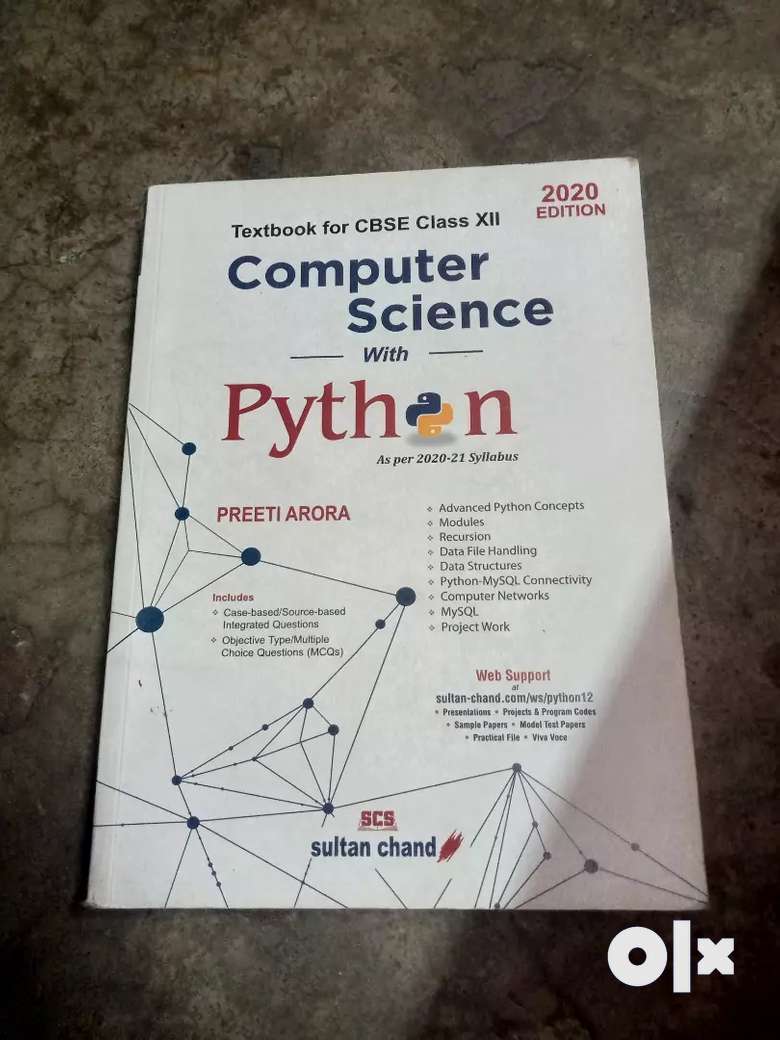 2020
EDITION
Textbook for CBSE Class XII
Computer
Science
With
Python
As per 2020-21 Syllabus
PREETI ARORA
❖ Advanced Python Concepts
❖ Modules
❖ Recursion
❖ Data File Handling
❖ Data Structures
❖ Python-MySQL Connectivity
❖ Computer Networks
❖ MySQL
❖ Project Work
Includes
❖ Case-based/Source-based
Integrated Questions
❖ Objective Type/Multiple
Choice Questions (MCQs)
Web Support
at
sultan-chand.com/ws/python12
• Presentations • Projects & Program Codes
• Sample Papers • Model Test Papers
• Practical File • Viva Voce
SCS
sultan chand
olx